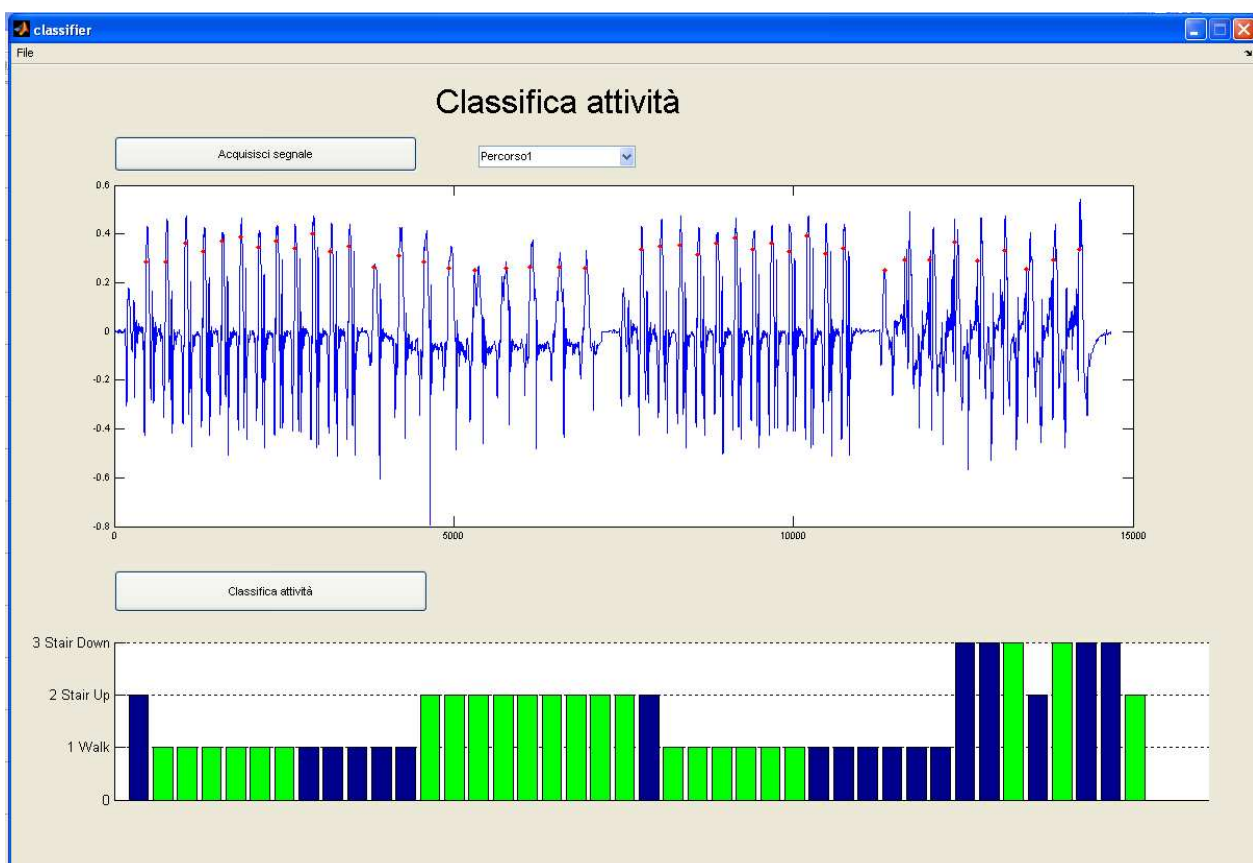 classifier
File
Classifica attività
Acquisisci segnale
Percorso1
0.6
0.4
0.2
0
-0.2
-0.4
-0.6
-0.8
0
5000
10000
15000
Classifica attività
3 Stair Down
2 Stair Up
1 Walk
0